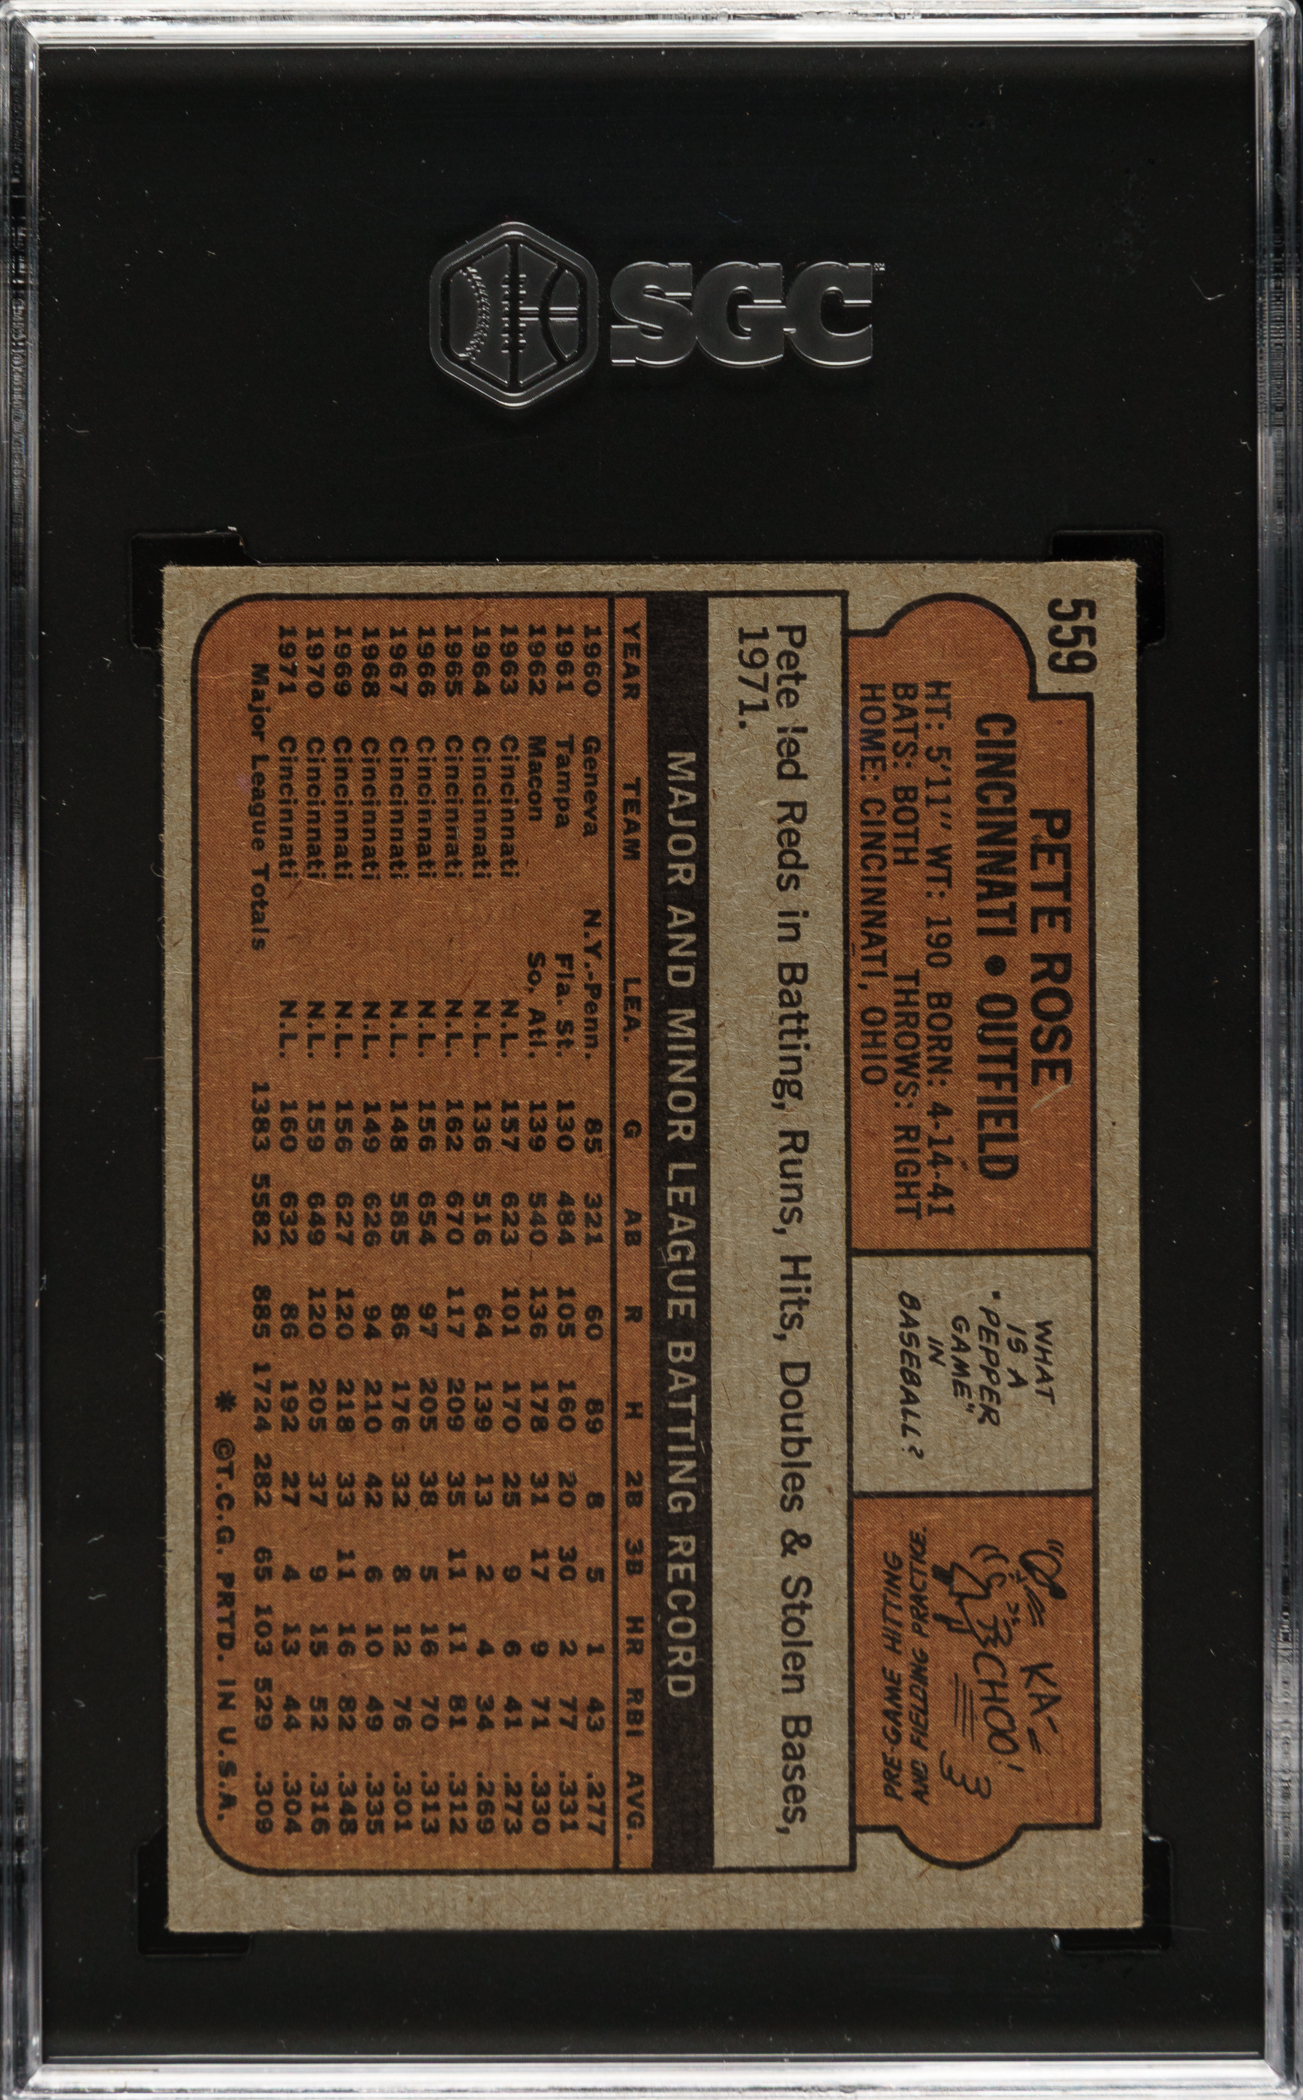 SGC
559
PETE ROSE
CINCINNATI • OUTFIELD
HT: 5'11" WT: 190 BORN: 4-14-41
BATS: BOTH THROWS: RIGHT
HOME: CINCINNATI, OHIO
WHAT
IS A
"PEPPER
GAME"
IN
BASEBALL?
KA-
CHOO!
AN
PRE-GAME HITTING
AND FIELDING PRACTICE.
Pete led Reds in Batting, Runs, Hits, Doubles & Stolen Bases,
1971.
MAJOR AND MINOR LEAGUE BATTING RECORD
YEAR TEAM LEA. G AB R H 2B 3B HR RBI AVG.
1960 Geneva N.Y.-Penn. 85 321 60 89 8 5 1 43 .277
1961 Tampa Fla. St. 130 484 105 160 20 30 2 77 .331
1962 Macon So. Atl. 139 540 136 178 31 17 9 71 .330
1963 Cincinnati N.L. 157 623 101 170 25 9 6 41 .273
1964 Cincinnati N.L. 136 516 64 139 13 2 4 34 .269
1965 Cincinnati N.L. 162 670 117 209 35 11 11 81 .312
1966 Cincinnati N.L. 156 654 97 205 38 5 16 70 .313
1967 Cincinnati N.L. 148 585 86 176 32 8 12 76 .301
1968 Cincinnati N.L. 149 626 94 210 42 6 10 49 .335
1969 Cincinnati N.L. 156 627 120 218 33 11 16 82 .348
1970 Cincinnati N.L. 159 649 120 205 37 9 15 52 .316
1971 Cincinnati N.L. 160 632 86 192 27 4 13 44 .304
Major League Totals 1383 5582 885 1724 282 65 103 529 .309
* ©T.C.G. PRTD. IN U.S.A.